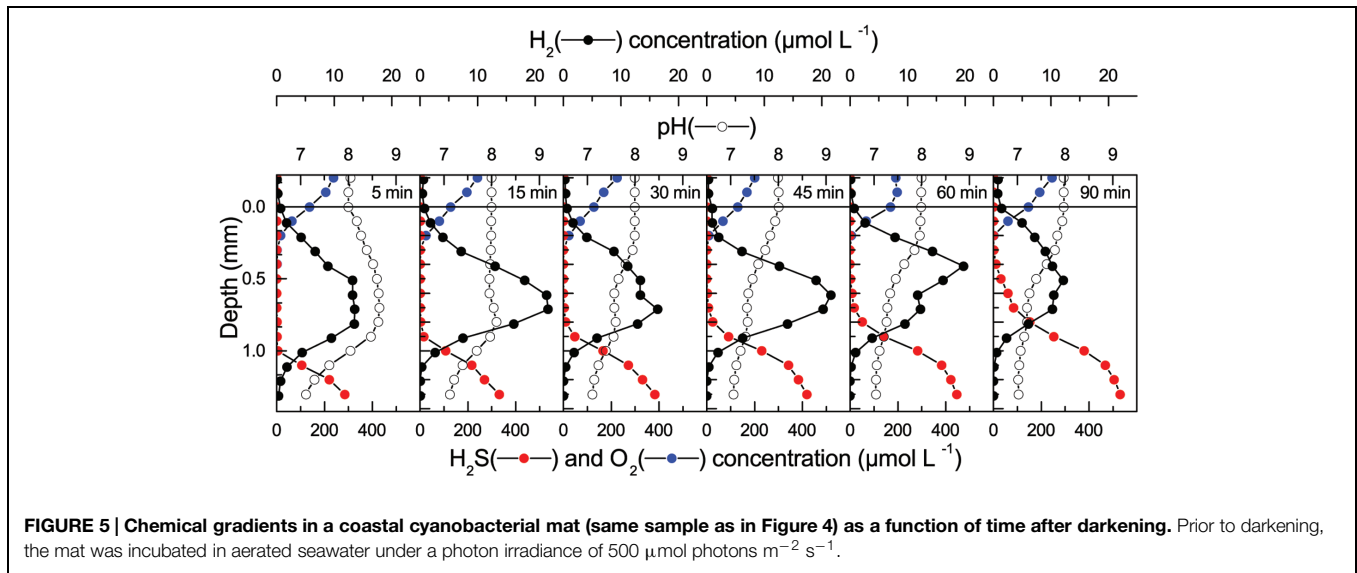 H2(—●—) concentration (µmol L -1)
0 10 20 0 10 20 0 10 20 0 10 20 0 10 20 0 10 20
pH(—○—)
7 8 9 7 8 9 7 8 9 7 8 9 7 8 9 7 8 9
5 min 15 min 30 min 45 min 60 min 90 min
0.0
0.5
1.0
Depth (mm)
0 200 400 0 200 400 0 200 400 0 200 400 0 200 400 0 200 400
H2S(—●—) and O2(—●—) concentration (µmol L -1)
FIGURE 5 | Chemical gradients in a coastal cyanobacterial mat (same sample as in Figure 4) as a function of time after darkening. Prior to darkening,
the mat was incubated in aerated seawater under a photon irradiance of 500 µmol photons m−2 s−1.